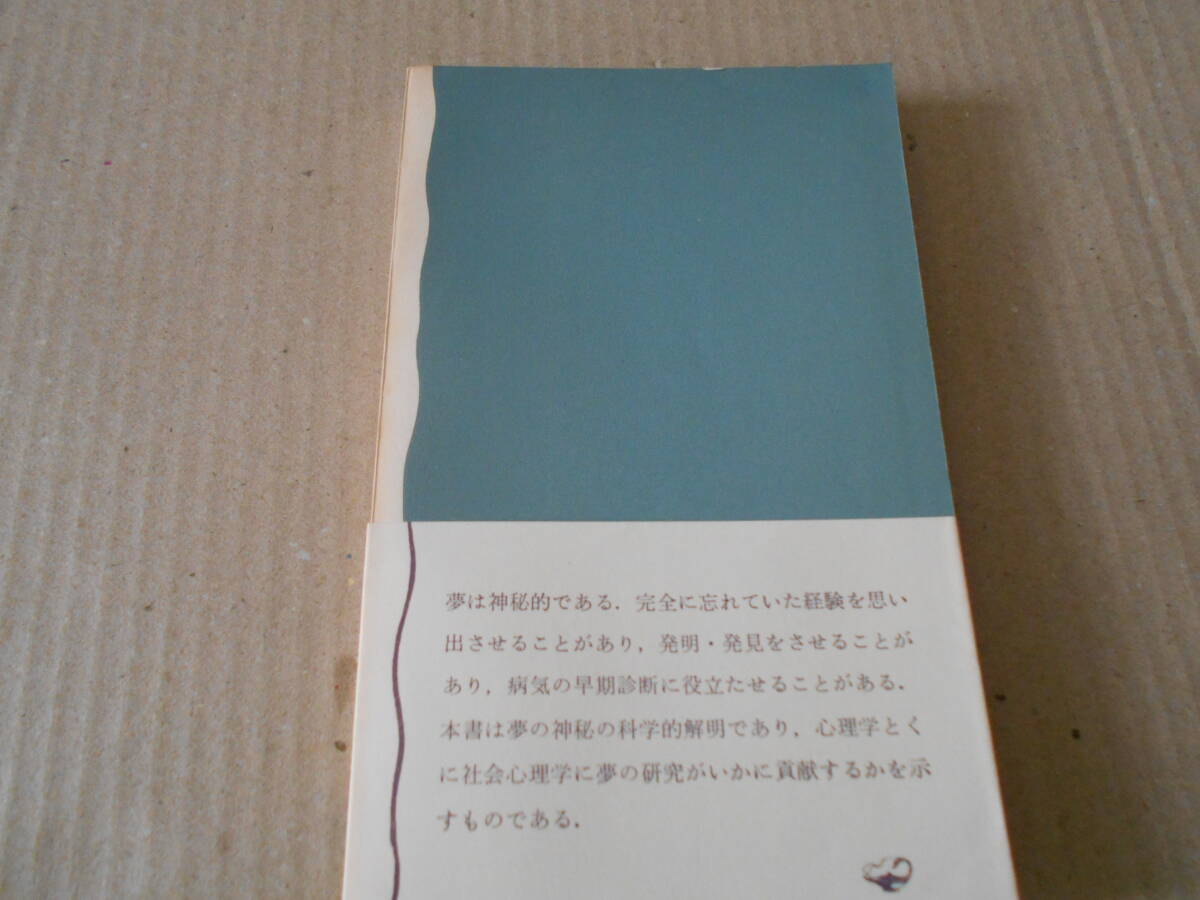 夢は神秘的である．完全に忘れていた経験を思い
出させることがあり，発明・発見をさせることが
あり，病気の早期診断に役立たせることがある．
本書は夢の神秘の科学的解明であり，心理学とく
に社会心理学に夢の研究がいかに貢献するかを示
すものである．